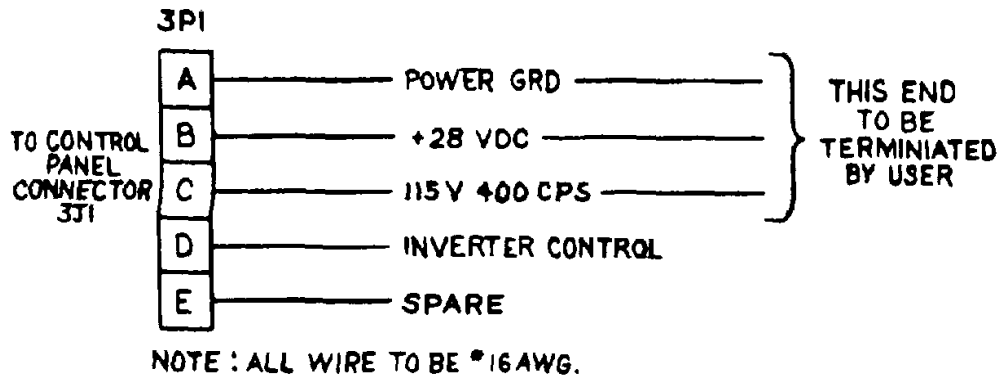 3P1
A
POWER GRD
B
+28 VDC
C
115V 400 CPS
D
INVERTER CONTROL
E
SPARE
TO CONTROL
PANEL
CONNECTOR
3J1
THIS END
TO BE
TERMINIATED
BY USER
NOTE : ALL WIRE TO BE #16 AWG.